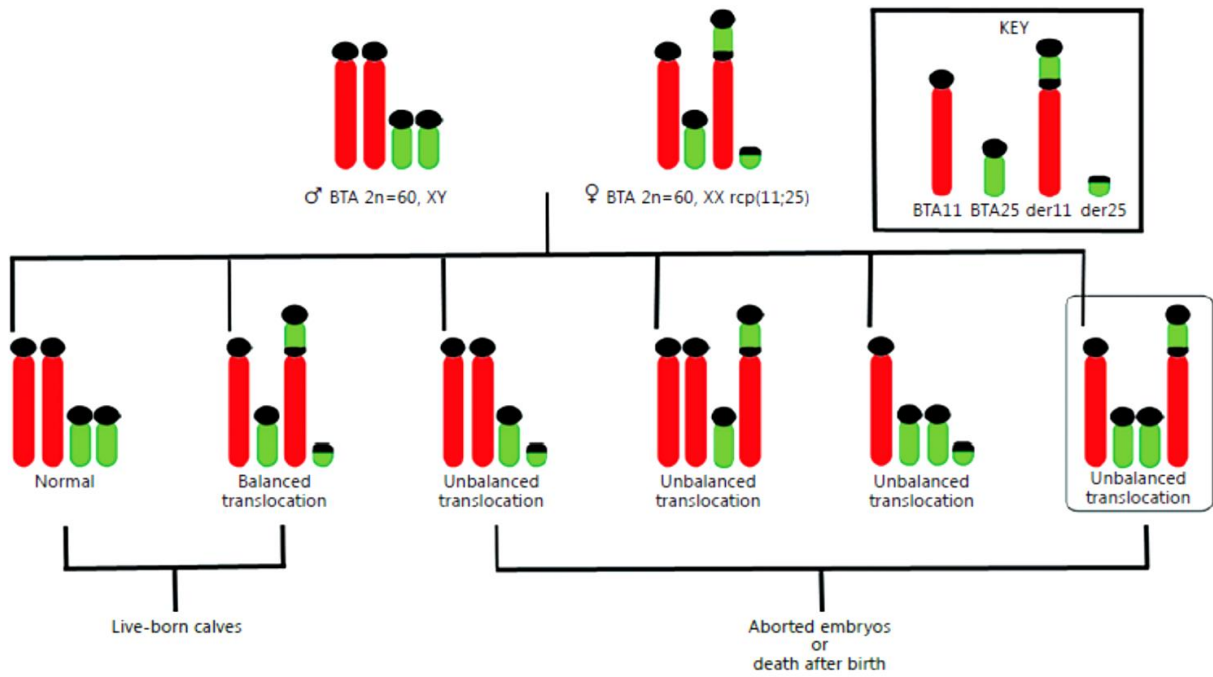 KEY
BTA11 BTA25 der11 der25
♂ BTA 2n=60, XY
♀ BTA 2n=60, XX rcp(11;25)
Normal
Balanced
translocation
Unbalanced
translocation
Unbalanced
translocation
Unbalanced
translocation
Unbalanced
translocation
Live-born calves
Aborted embryos
or
death after birth